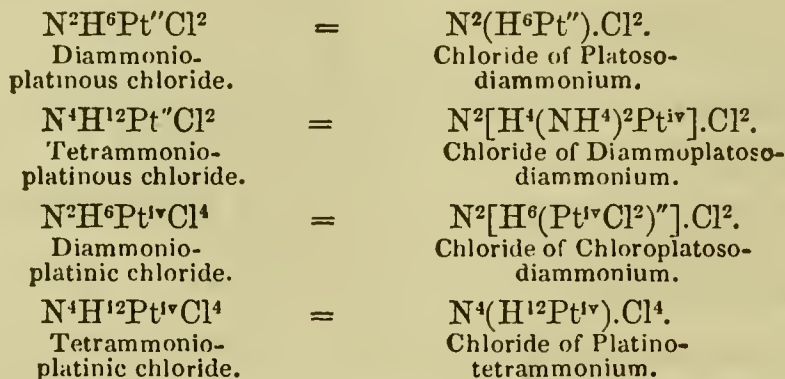 N²H⁶Pt″Cl² = N²(H⁶Pt″).Cl².
Diammonio- Chloride of Platoso-
platinous chloride. diammonium.
N⁴H¹²Pt″Cl² = N²[H⁴(NH⁴)²Ptⁱᵛ].Cl².
Tetrammonio- Chloride of Diammoplatoso-
platinous chloride. diammonium.
N²H⁶PtⁱᵛCl⁴ = N²[H⁶(PtⁱᵛCl²)″].Cl².
Diammonio- Chloride of Chloroplatoso-
platinic chloride. diammonium.
N⁴H¹²PtⁱᵛCl⁴ = N⁴(H¹²Ptⁱᵛ).Cl⁴.
Tetrammonio- Chloride of Platino-
platinic chloride. tetrammonium.